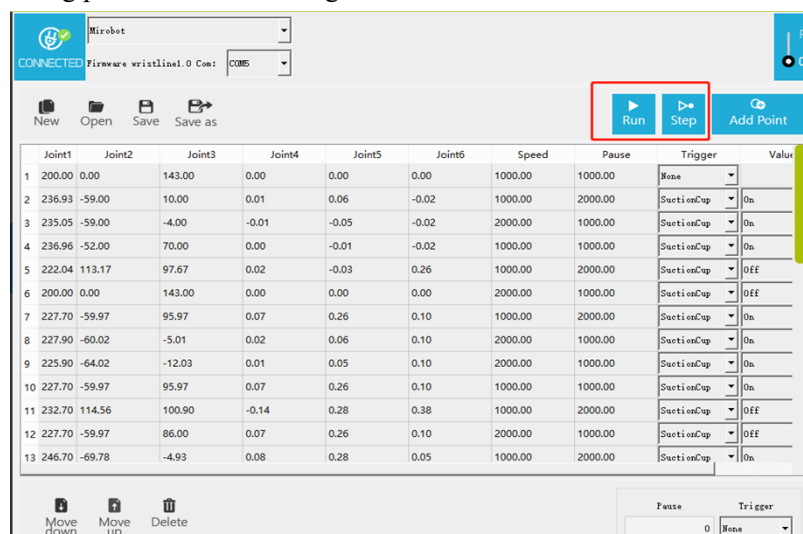 Mirobot
CONNECTED Firmware wristline1.0 Com: COM5
New Open Save Save as Run Step Add Point
Joint1 Joint2 Joint3 Joint4 Joint5 Joint6 Speed Pause Trigger Value
1 200.00 0.00 143.00 0.00 0.00 0.00 1000.00 1000.00 None
2 236.93 -59.00 10.00 0.01 0.06 -0.02 1000.00 2000.00 SuctionCup On
3 235.05 -59.00 -4.00 -0.01 -0.05 -0.02 2000.00 1000.00 SuctionCup On
4 236.96 -52.00 70.00 0.00 -0.01 -0.02 1000.00 1000.00 SuctionCup On
5 222.04 113.17 97.67 0.02 -0.03 0.26 1000.00 2000.00 SuctionCup Off
6 200.00 0.00 143.00 0.00 0.00 0.00 2000.00 1000.00 SuctionCup Off
7 227.70 -59.97 95.97 0.07 0.26 0.10 1000.00 2000.00 SuctionCup On
8 227.90 -60.02 -5.01 0.02 0.06 0.10 2000.00 1000.00 SuctionCup On
9 225.90 -64.02 -12.03 0.01 0.05 0.10 2000.00 1000.00 SuctionCup On
10 227.70 -59.97 95.97 0.07 0.26 0.10 1000.00 1000.00 SuctionCup On
11 232.70 114.56 100.90 -0.14 0.28 0.38 1000.00 2000.00 SuctionCup Off
12 227.70 -59.97 86.00 0.07 0.26 0.10 2000.00 1000.00 SuctionCup Off
13 246.70 -69.78 -4.93 0.08 0.28 0.05 1000.00 2000.00 SuctionCup On
Move down Move up Delete
Pause Trigger
0 None